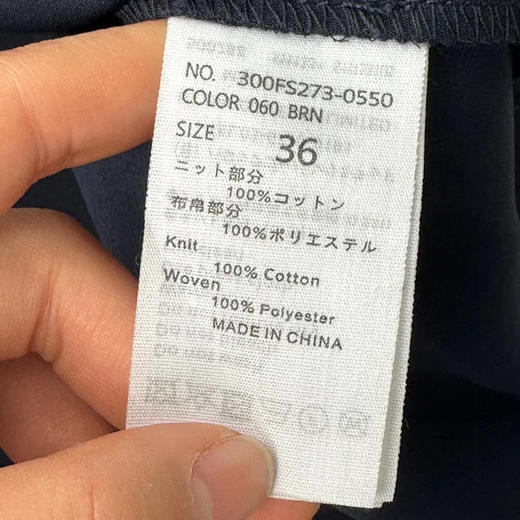 NO. 300FS273-0550
COLOR 060 BRN
SIZE 36
ニット部分
100%コットン
布帛部分
100%ポリエステル
Knit
100% Cotton
Woven
100% Polyester
MADE IN CHINA